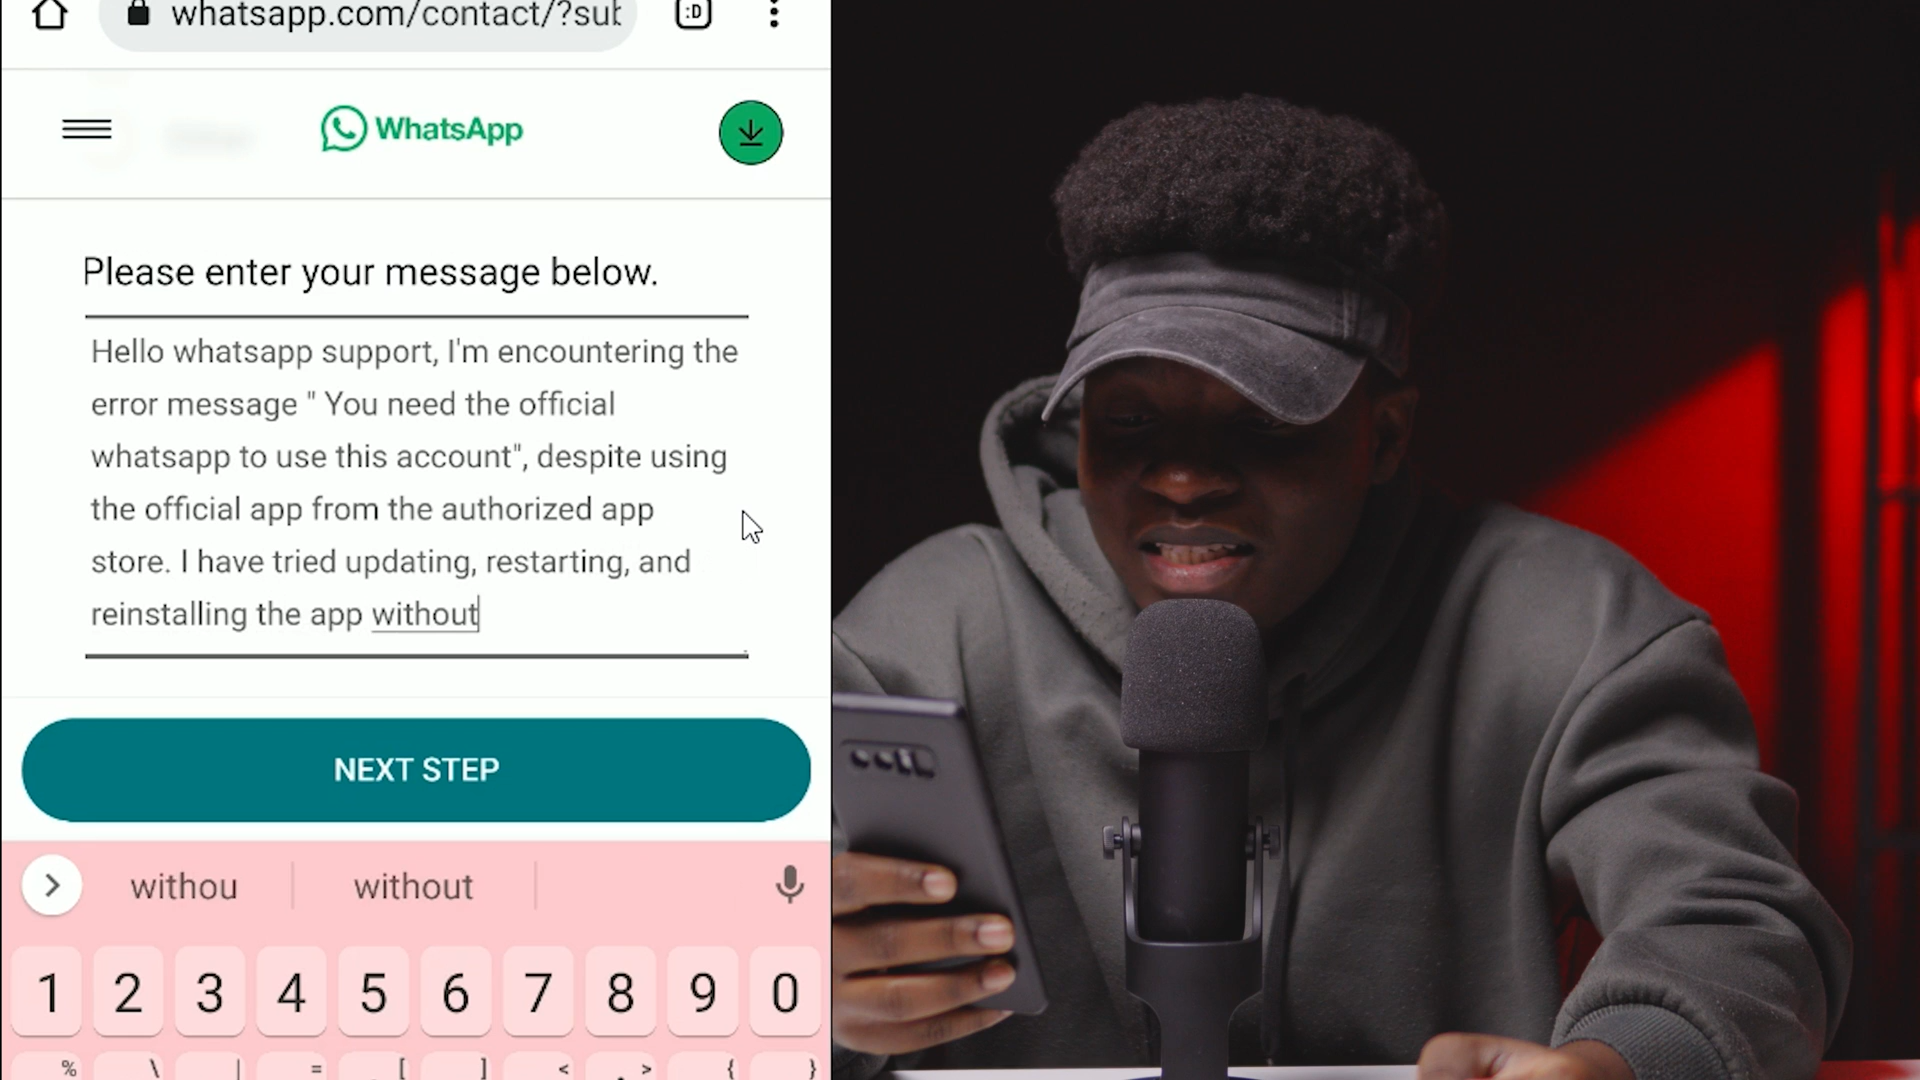 whatsapp.com/contact/?sub
:D
WhatsApp
Please enter your message below.
Hello whatsapp support, I'm encountering the
error message " You need the official
whatsapp to use this account", despite using
the official app from the authorized app
store. I have tried updating, restarting, and
reinstalling the app without
NEXT STEP
withou without
1 2 3 4 5 6 7 8 9 0
% \ | = [ ] < > { }